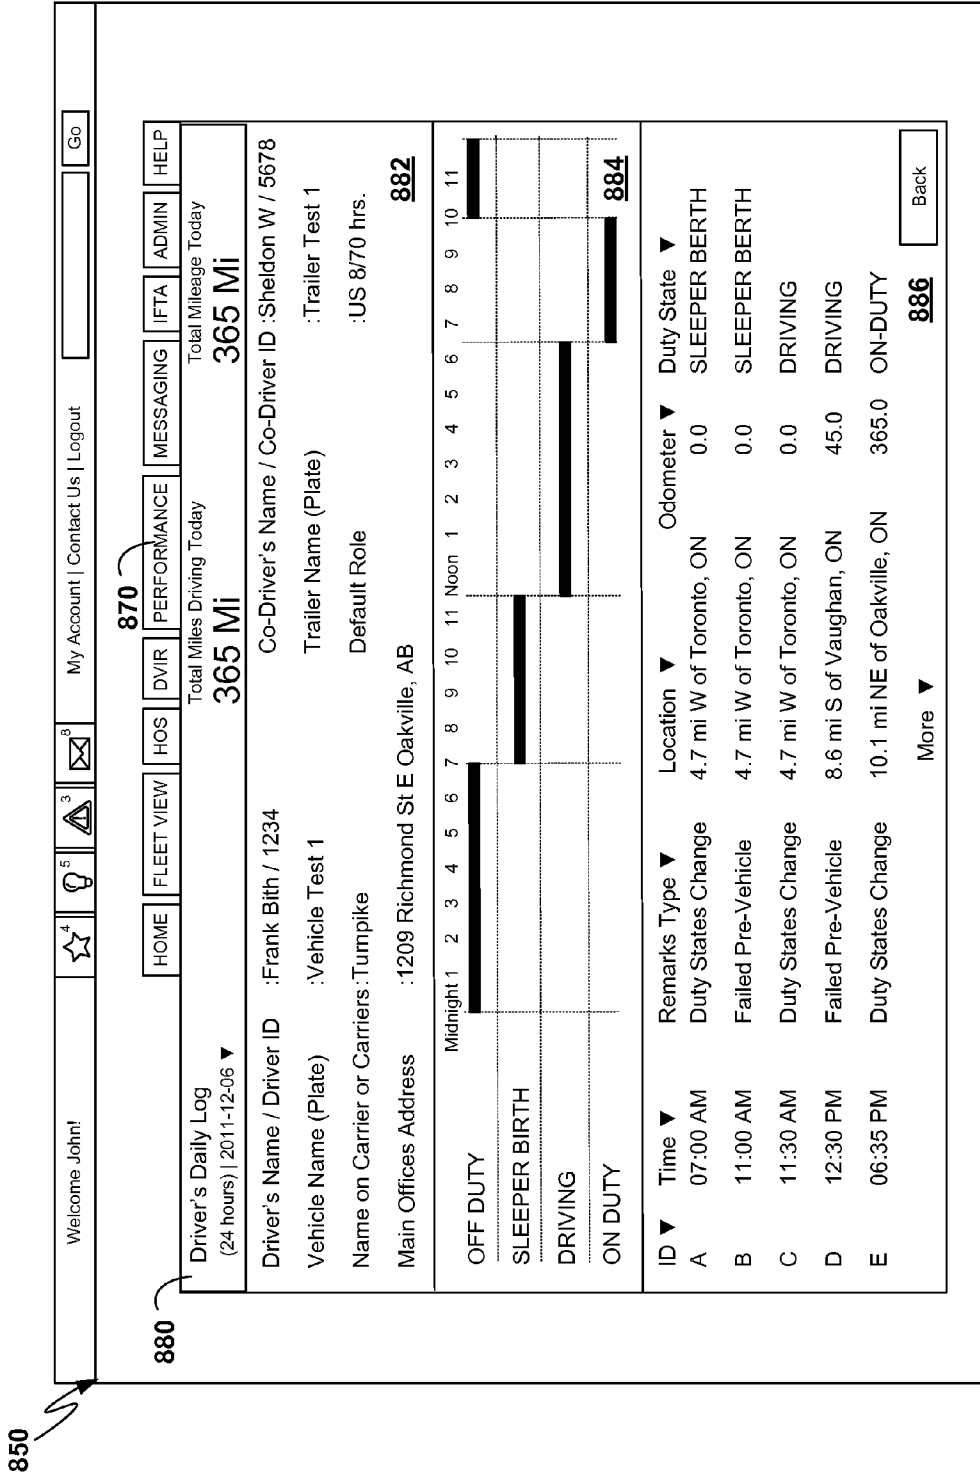 850
Welcome John!
4 5 3 8
My Account | Contact Us | Logout
Go
870
HOME FLEET VIEW HOS DVIR PERFORMANCE MESSAGING IFTA ADMIN HELP
880
Driver's Daily Log
(24 hours) | 2011-12-06 ▼
Total Miles Driving Today
365 Mi
Total Mileage Today
365 Mi
Driver's Name / Driver ID :Frank Bith / 1234 Co-Driver's Name / Co-Driver ID :Sheldon W / 5678
Vehicle Name (Plate) :Vehicle Test 1 Trailer Name (Plate) :Trailer Test 1
Name on Carrier or Carriers :Turnpike Default Role :US 8/70 hrs.
Main Offices Address :1209 Richmond St E Oakville, AB
882
Midnight 1 2 3 4 5 6 7 8 9 10 11 Noon 1 2 3 4 5 6 7 8 9 10 11
OFF DUTY
SLEEPER BIRTH
DRIVING
ON DUTY
884
ID ▼ Time ▼ Remarks Type ▼ Location ▼ Odometer ▼ Duty State ▼
A 07:00 AM Duty States Change 4.7 mi W of Toronto, ON 0.0 SLEEPER BERTH
B 11:00 AM Failed Pre-Vehicle 4.7 mi W of Toronto, ON 0.0 SLEEPER BERTH
C 11:30 AM Duty States Change 4.7 mi W of Toronto, ON 0.0 DRIVING
D 12:30 PM Failed Pre-Vehicle 8.6 mi S of Vaughan, ON 45.0 DRIVING
E 06:35 PM Duty States Change 10.1 mi NE of Oakville, ON 365.0 ON-DUTY
More ▼
886
Back